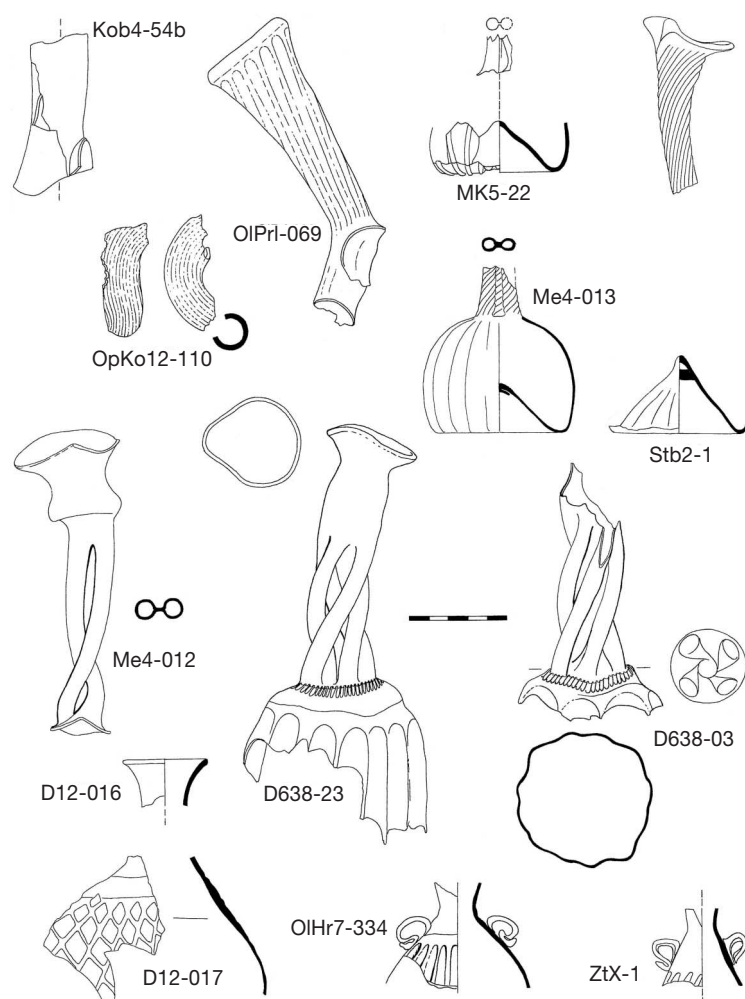 Kob4-54b
MK5-22
OlPrl-069
Me4-013
OpKo12-110
Stb2-1
Me4-012
D638-03
D12-016
D638-23
OlHr7-334
D12-017
ZtX-1